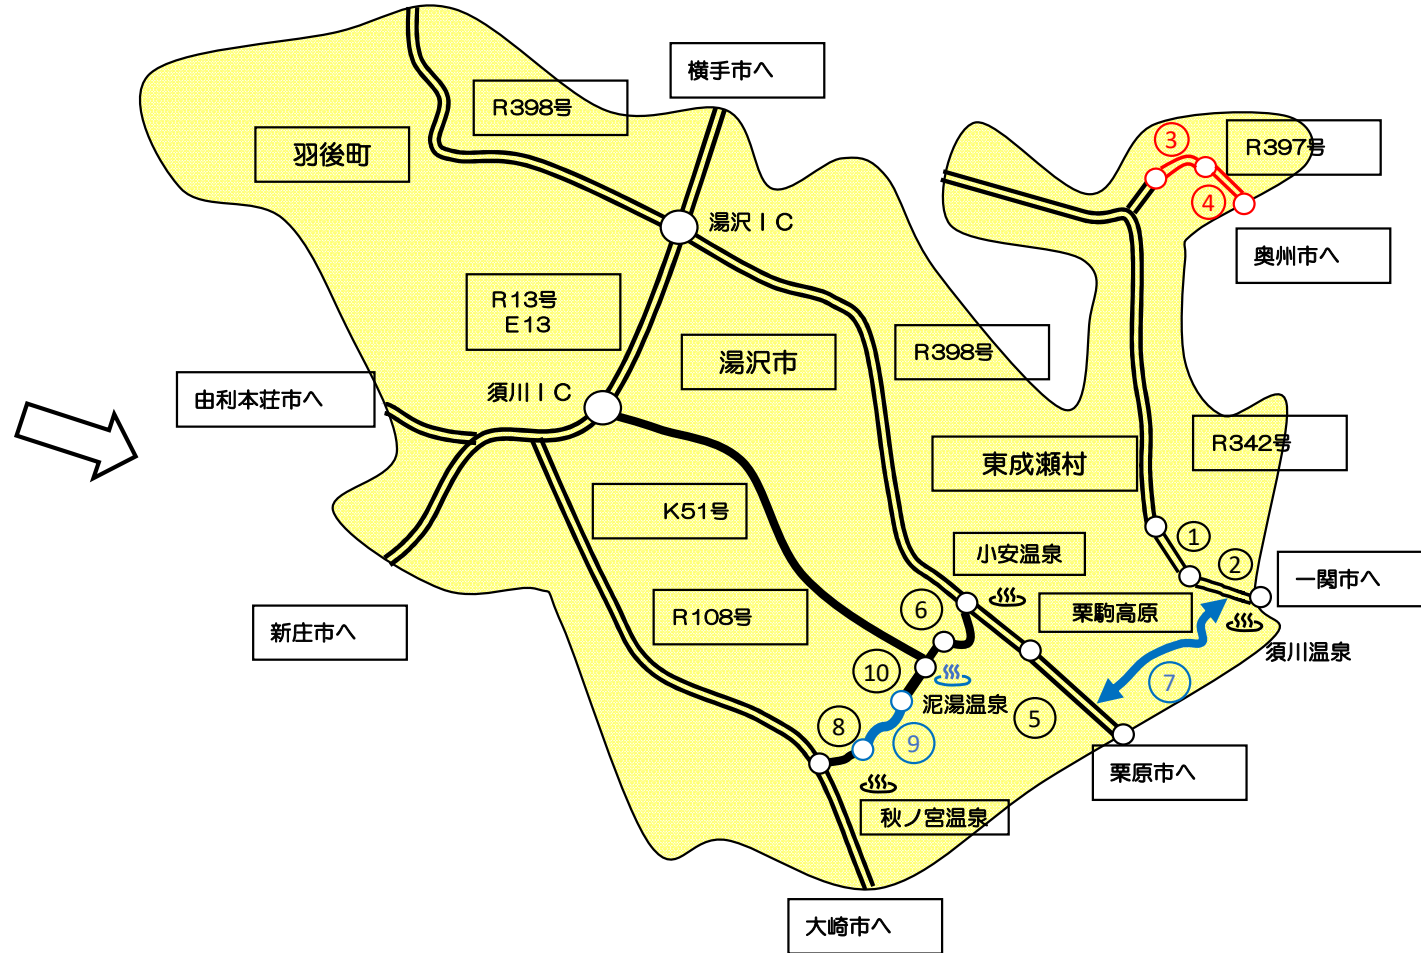 横手市へ
R398号
③
R397号
羽後町
④
湯沢ＩＣ
奥州市へ
R13号
E13
R398号
湯沢市
須川ＩＣ
由利本荘市へ
R342号
東成瀬村
K51号
①
小安温泉
②
一関市へ
⑥
R108号
栗駒高原
新庄市へ
須川温泉
⑩
⑦
泥湯温泉
⑧
⑨
⑤
栗原市へ
秋ノ宮温泉
大崎市へ